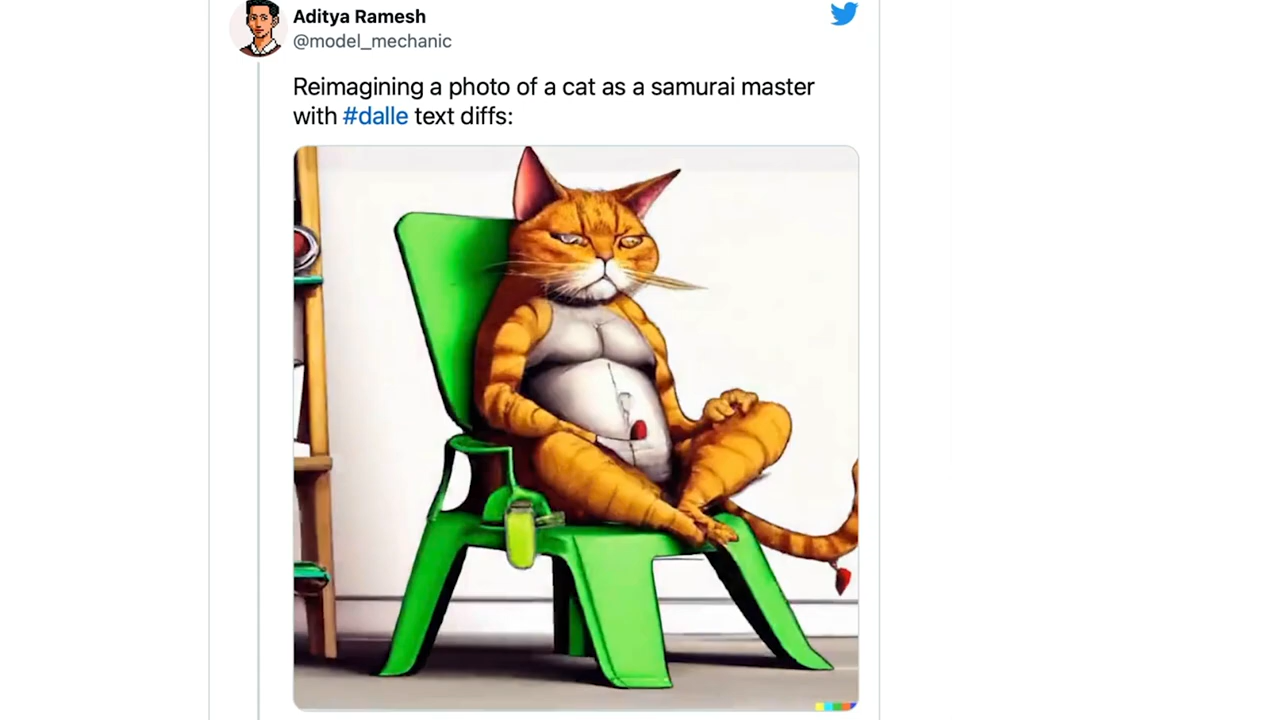 Aditya Ramesh
@model_mechanic
Reimagining a photo of a cat as a samurai master
with #dalle text diffs: